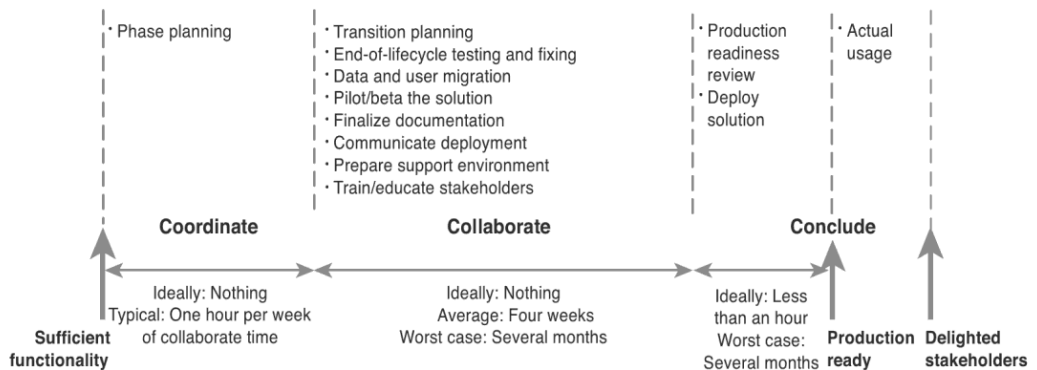 · Phase planning
· Transition planning
· End-of-lifecycle testing and fixing
· Data and user migration
· Pilot/beta the solution
· Finalize documentation
· Communicate deployment
· Prepare support environment
· Train/educate stakeholders
· Production
readiness
review
· Deploy
solution
· Actual
usage
Coordinate
Collaborate
Conclude
Ideally: Nothing
Typical: One hour per week
of collaborate time
Ideally: Nothing
Average: Four weeks
Worst case: Several months
Ideally: Less
than an hour
Worst case:
Several months
Sufficient
functionality
Production
ready
Delighted
stakeholders